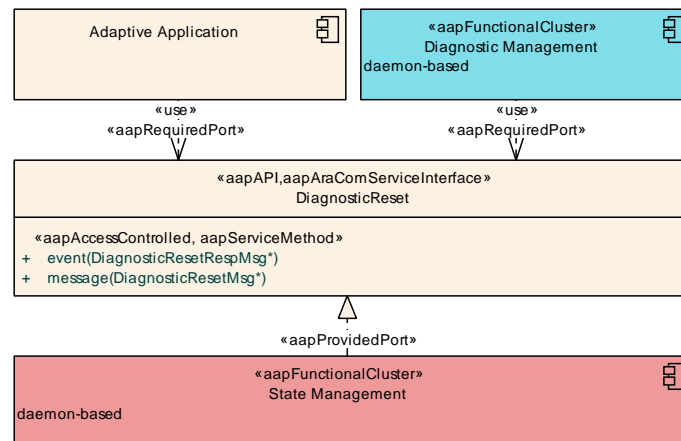 Adaptive Application
«aapFunctionalCluster»
Diagnostic Management
daemon-based
«use»
«use»
«aapRequiredPort»
«aapRequiredPort»
«aapAPI,aapAraComServiceInterface»
DiagnosticReset
«aapAccessControlled, aapServiceMethod»
+ event(DiagnosticResetRespMsg*)
+ message(DiagnosticResetMsg*)
«aapProvidedPort»
«aapFunctionalCluster»
State Management
daemon-based